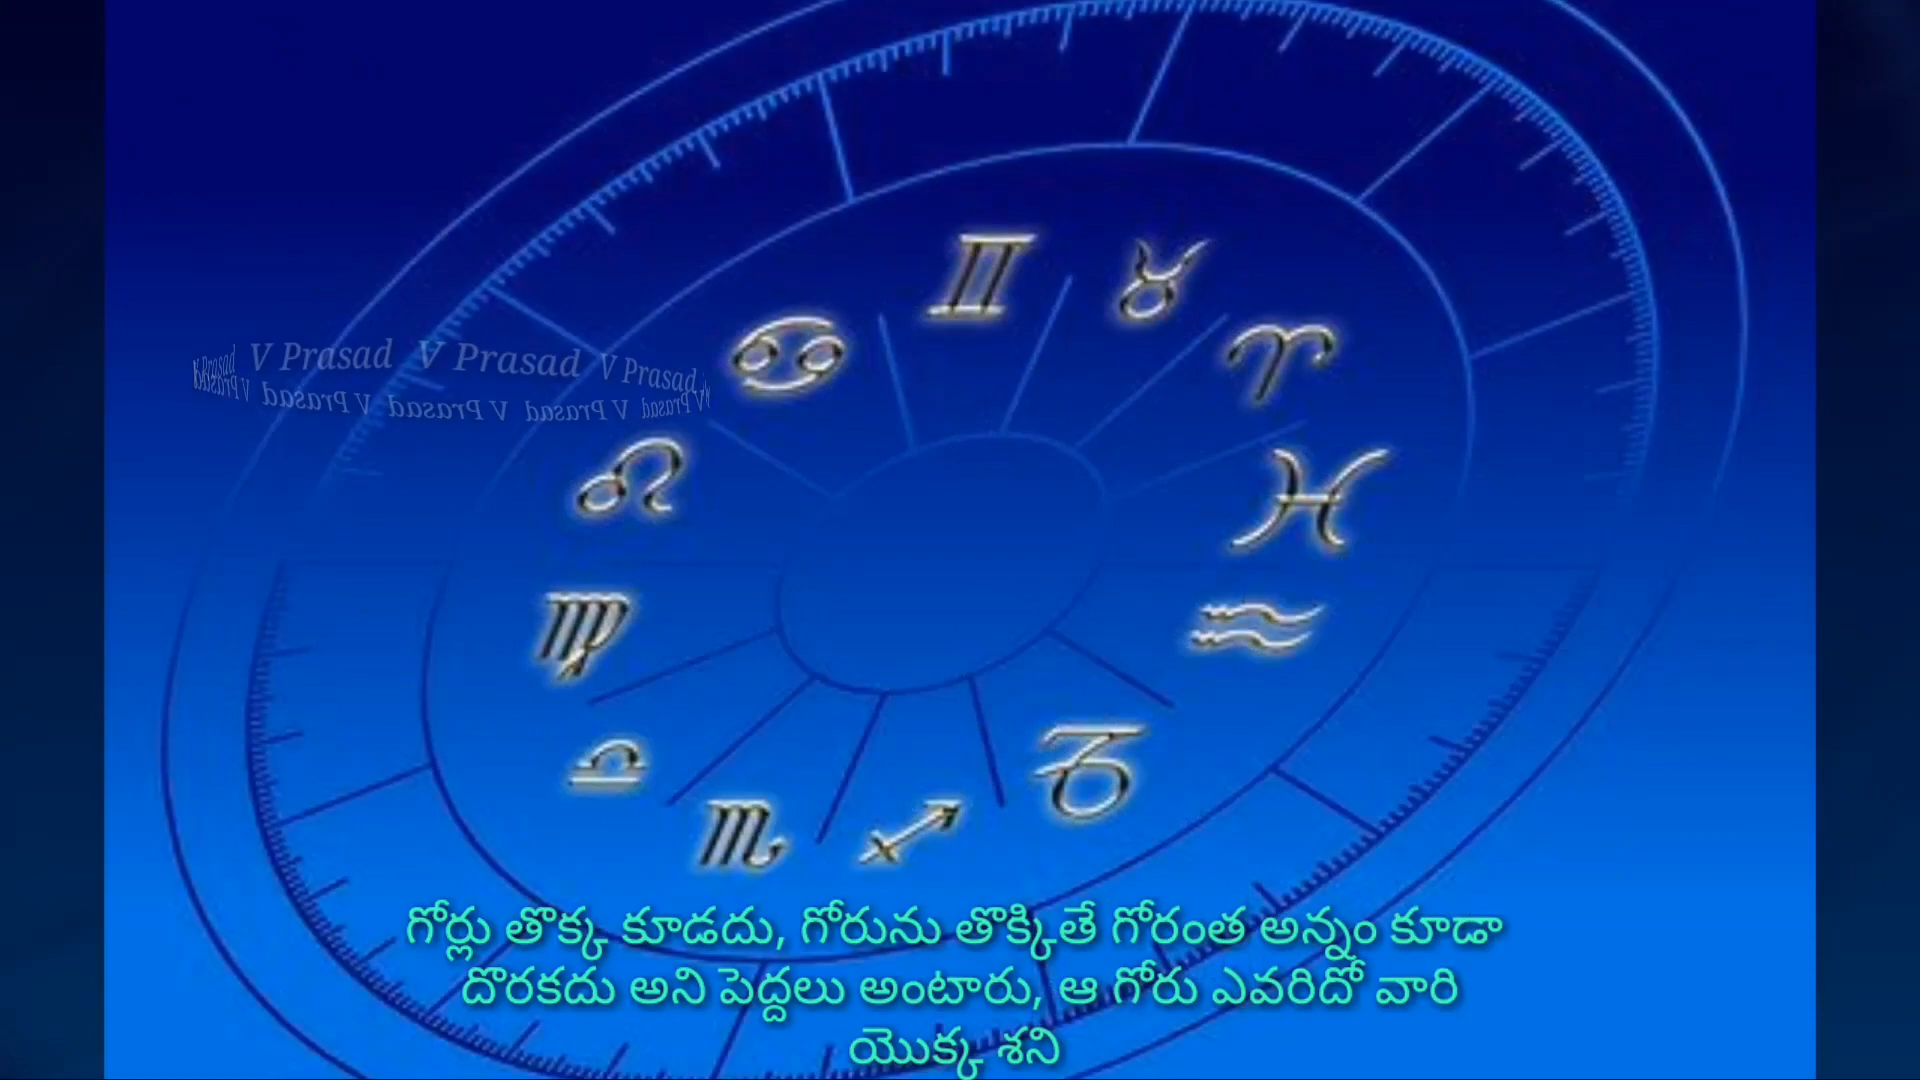 V Prasad V Prasad V Prasad
గోర్లు తొక్క కూడదు, గోరును తొక్కితే గోరంత అన్నం కూడా
దొరకదు అని పెద్దలు అంటారు, ఆ గోరు ఎవరిదో వారి
యొక్క శని